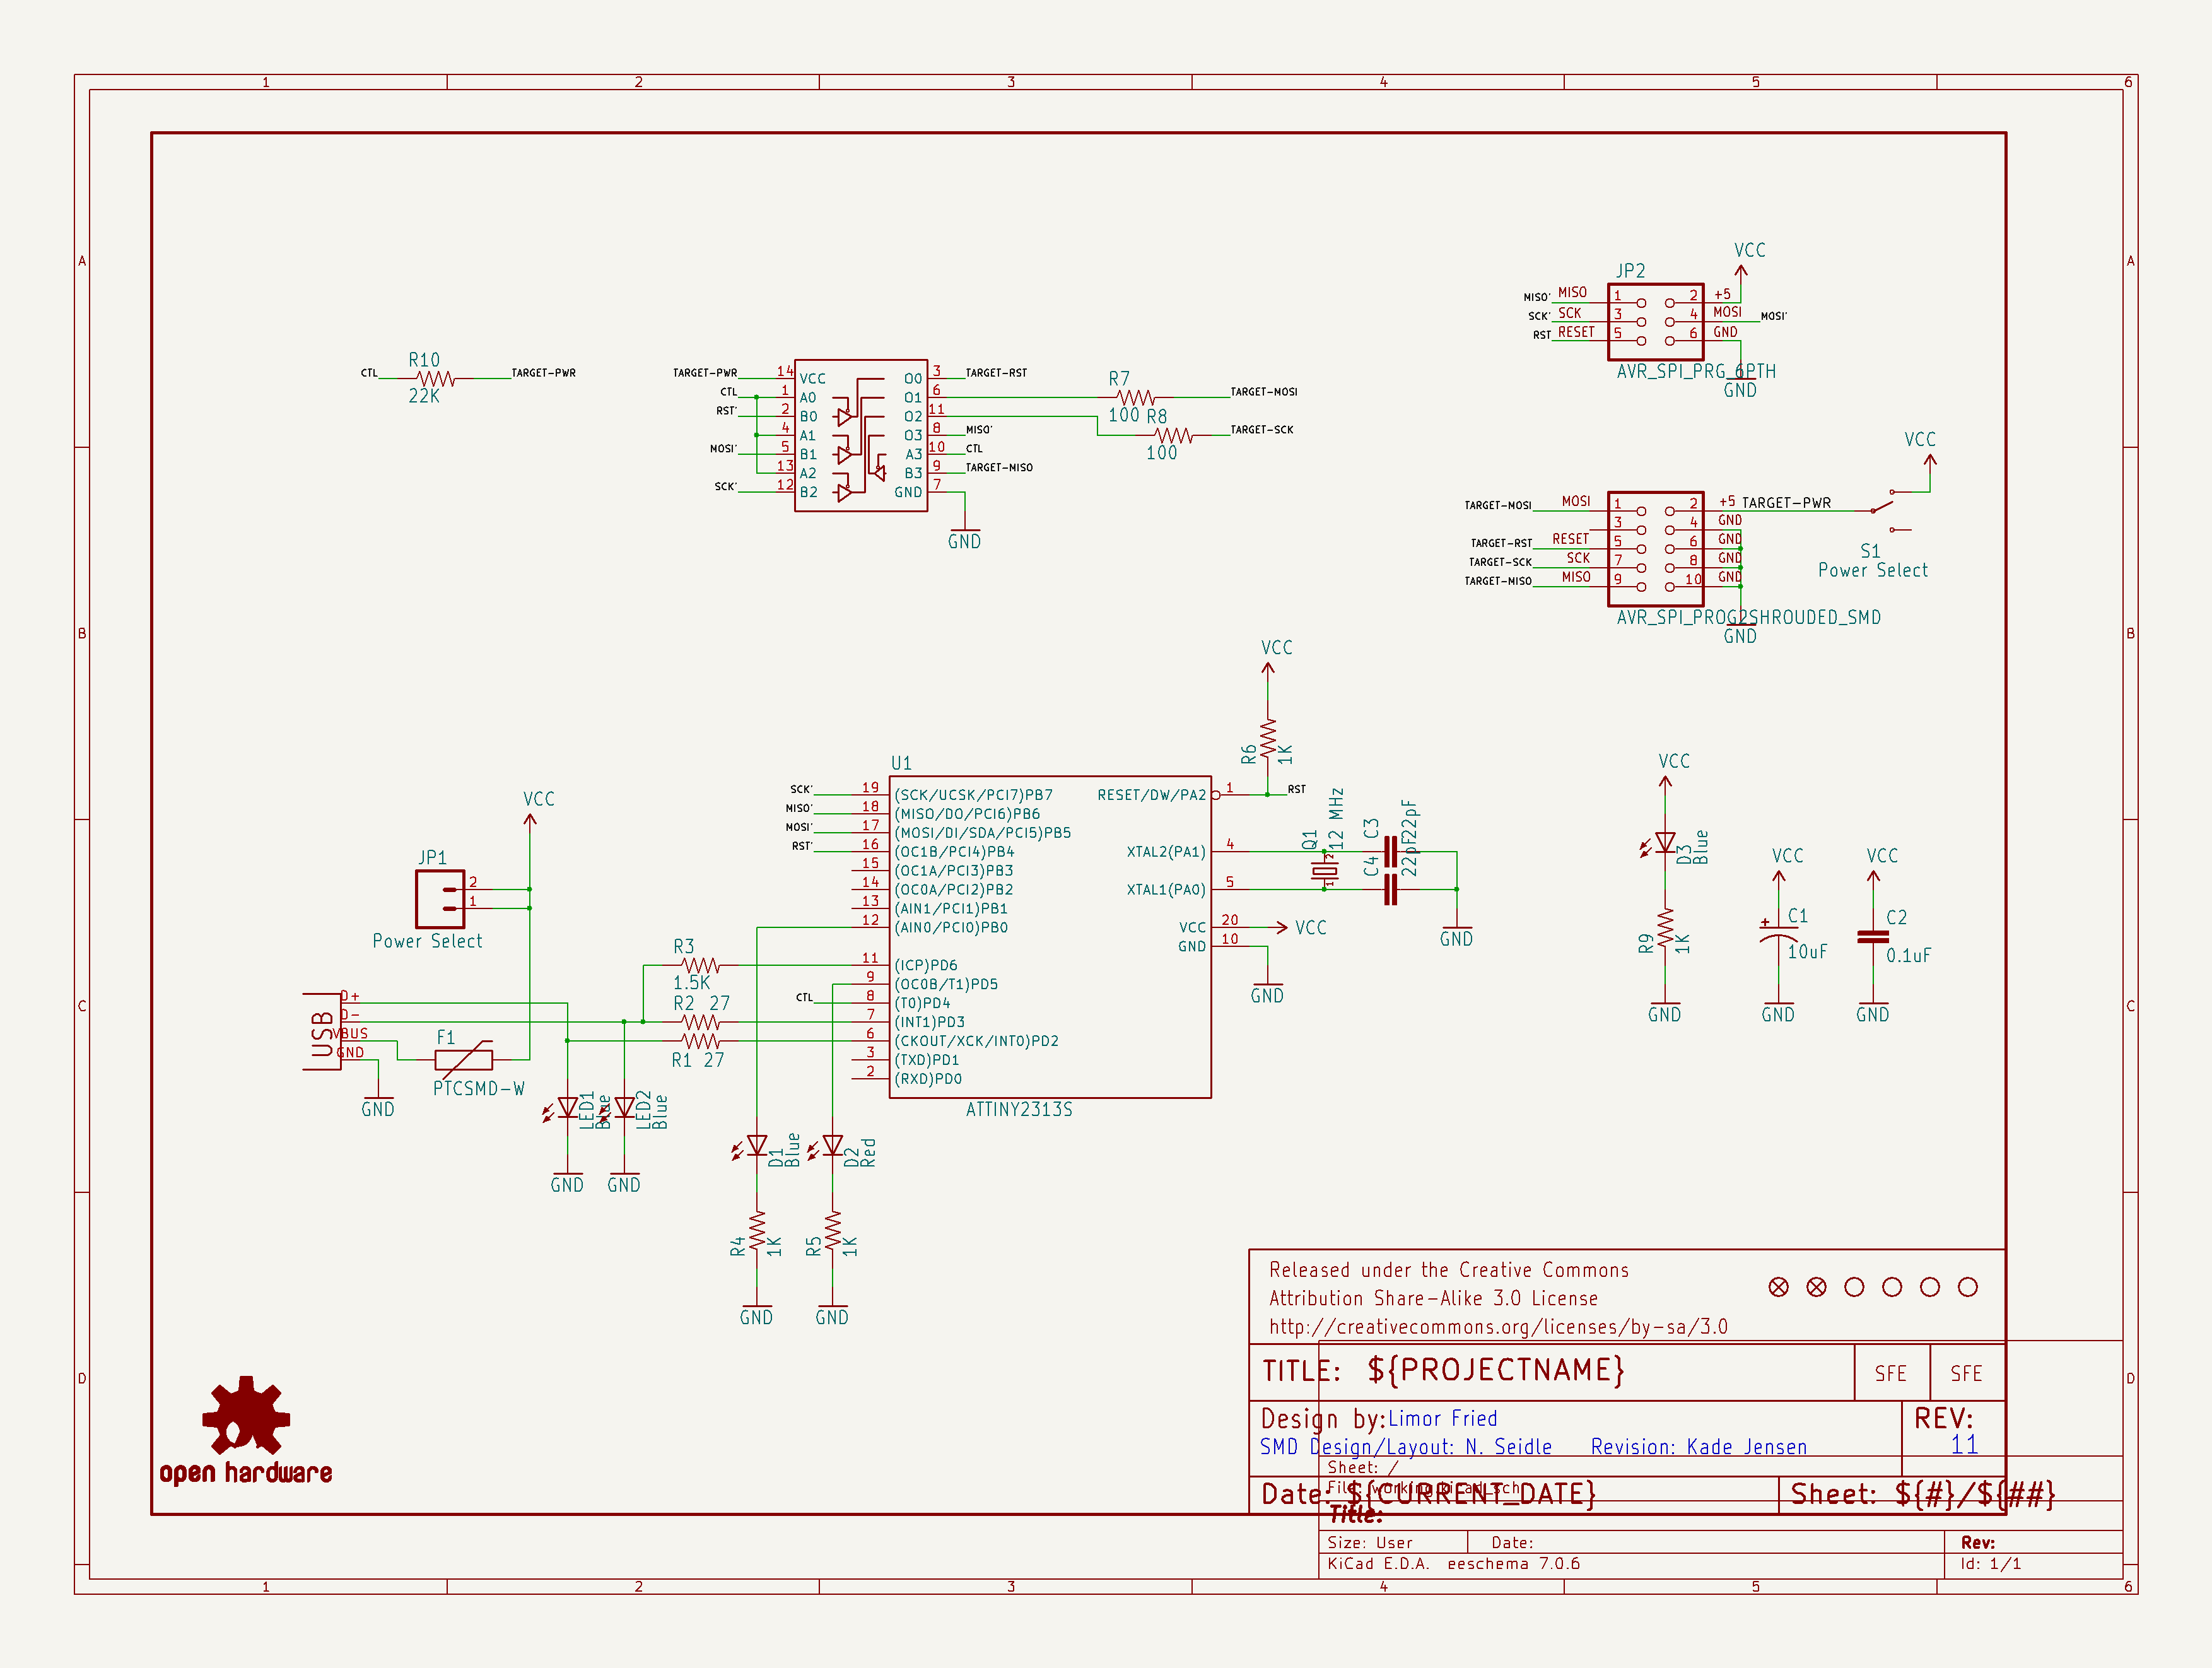 1 2 3 4 5 6
A A
B B
C C
D D
CTL R10 22K TARGET-PWR
TARGET-PWR 14 VCC O0 3 TARGET-RST
CTL 1 A0 O1 6 R7 100 TARGET-MOSI
RST' 2 B0 O2 11 R8 100 TARGET-SCK
4 A1 O3 8 MISO'
MOSI' 5 B1 A3 10 CTL
13 A2 B3 9 TARGET-MISO
SCK' 12 B2 GND 7
GND
VCC
JP2
MISO' MISO 1 2 +5
SCK' SCK 3 4 MOSI MOSI'
RST RESET 5 6 GND
AVR_SPI_PRG_6PTH
GND
VCC
TARGET-MOSI MOSI 1 2 +5 TARGET-PWR
3 4 GND
TARGET-RST RESET 5 6 GND
TARGET-SCK SCK 7 8 GND
TARGET-MISO MISO 9 10 GND
S1
Power Select
AVR_SPI_PROG2SHROUDED_SMD
GND
VCC
R6 1K
U1
SCK' 19 (SCK/UCSK/PCI7)PB7 RESET/DW/PA2 1 RST
MISO' 18 (MISO/DO/PCI6)PB6
MOSI' 17 (MOSI/DI/SDA/PCI5)PB5
RST' 16 (OC1B/PCI4)PB4 XTAL2(PA1) 4
15 (OC1A/PCI3)PB3
14 (OC0A/PCI2)PB2 XTAL1(PA0) 5
13 (AIN1/PCI1)PB1
12 (AIN0/PCI0)PB0 VCC 20 VCC
GND 10
GND
11 (ICP)PD6
9 (OC0B/T1)PD5
CTL 8 (T0)PD4
7 (INT1)PD3
6 (CKOUT/XCK/INT0)PD2
3 (TXD)PD1
2 (RXD)PD0
ATTINY2313S
Q1 12 MHz
2
1
C3 22pF
C4 22pF
GND
VCC
JP1
2
1
Power Select
USB
D+
D-
VBUS
GND
GND
F1
PTCSMD-W
R3
1.5K
R2 27
R1 27
LED1 Blue
LED2 Blue
GND GND
D1 Blue
D2 Red
R4 1K
R5 1K
GND GND
VCC
D3 Blue
R9 1K
GND
VCC
C1
10uF
GND
VCC
C2
0.1uF
GND
open hardware
Released under the Creative Commons
Attribution Share-Alike 3.0 License
http://creativecommons.org/licenses/by-sa/3.0
TITLE: ${PROJECTNAME} SFE SFE
Design by: Limor Fried REV:
SMD Design/Layout: N. Seidle Revision: Kade Jensen 11
Sheet: /
File: working.kicad_sch
Date: ${CURRENT_DATE} Sheet: ${#}/${##}
Title:
Size: User Date: Rev:
KiCad E.D.A. eeschema 7.0.6 Id: 1/1
1 2 3 4 5 6